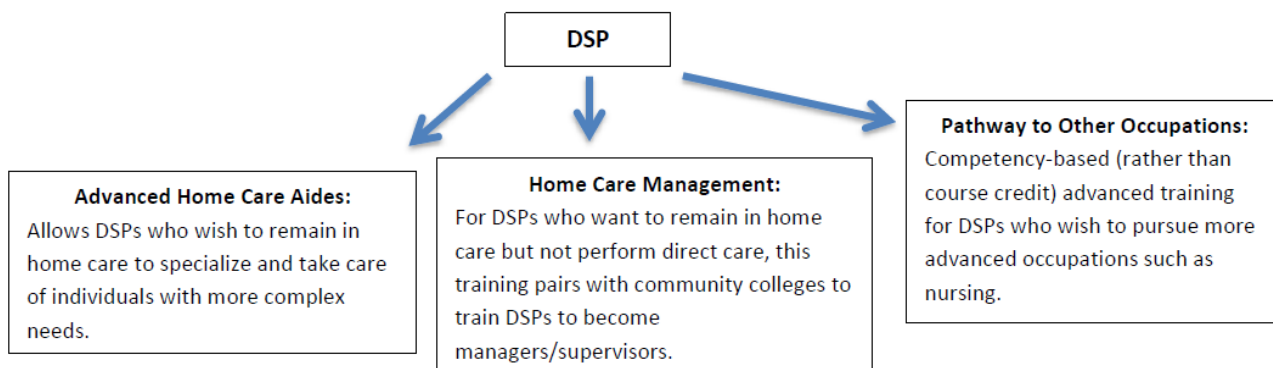 DSP
Advanced Home Care Aides:
Allows DSPs who wish to remain in
home care to specialize and take care
of individuals with more complex
needs.
Home Care Management:
For DSPs who want to remain in home
care but not perform direct care, this
training pairs with community colleges to
train DSPs to become
managers/supervisors.
Pathway to Other Occupations:
Competency-based (rather than
course credit) advanced training
for DSPs who wish to pursue more
advanced occupations such as
nursing.